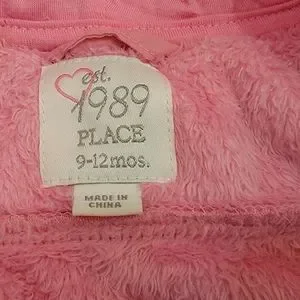 est.
1989
PLACE
9-12mos.
MADE IN
CHINA